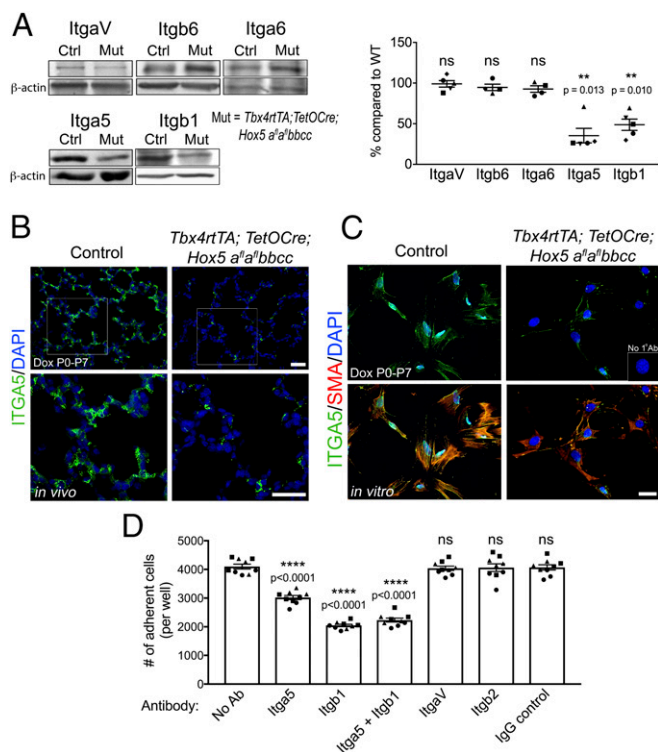 A
ItgaV Itgb6 Itga6
Ctrl Mut Ctrl Mut Ctrl Mut
β-actin
Itga5 Itgb1
Ctrl Mut Ctrl Mut
Mut = Tbx4rtTA;TetOCre;
Hox5 aflaflbbcc
β-actin
% compared to WT
150
100
50
0
ns ns ns ** **
p = 0.013 p = 0.010
ItgaV Itgb6 Itga6 Itga5 Itgb1
B
Control
Tbx4rtTA; TetOCre;
Hox5 aflaflbbcc
ITGA5/DAPI
Dox P0-P7
in vivo
C
Control
Tbx4rtTA; TetOCre;
Hox5 aflaflbbcc
ITGA5/SMA/DAPI
Dox P0-P7
No 1°Ab
in vitro
D
# of adherent cells
(per well)
5000
4000
3000
2000
1000
0
**** **** **** ns ns ns
p<0.0001 p<0.0001 p<0.0001
Antibody:
No Ab
Itga5
Itgb1
Itga5 + Itgb1
ItgaV
Itgb2
IgG control